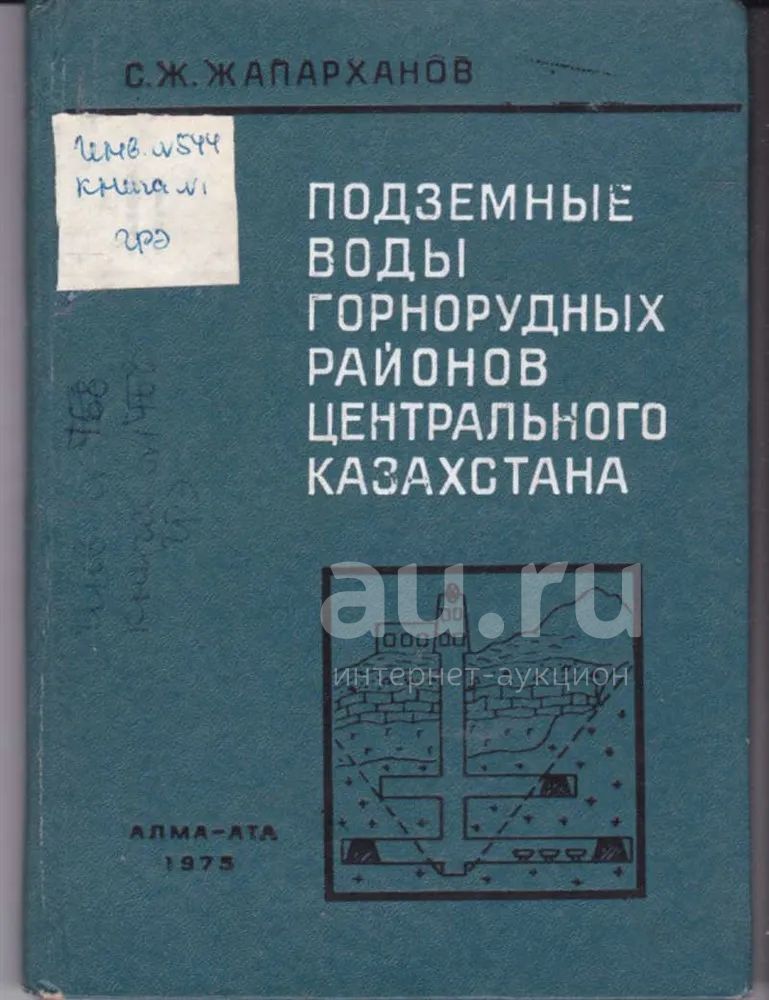 С.Ж.ЖАПАРХАНОВ
Инв. №544
книга №1
ГРЭ
ПОДЗЕМНЫЕ
ВОДЫ
ГОРНОРУДНЫХ
РАЙОНОВ
ЦЕНТРАЛЬНОГО
КАЗАХСТАНА
au.ru
интернет-аукцион
АЛМА-АТА
1975